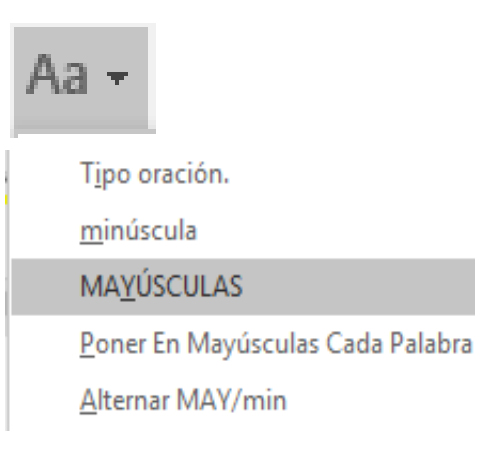 Aa
Tipo oración.
minúscula
MAYÚSCULAS
Poner En Mayúsculas Cada Palabra
Alternar MAY/min